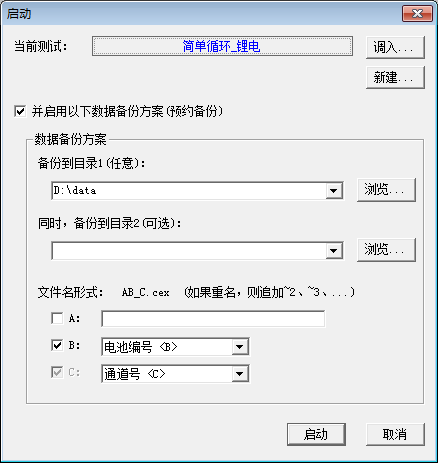 启动
当前测试： 简单循环_锂电 调入...
新建...
并启用以下数据备份方案(预约备份)
数据备份方案
备份到目录1(任意)：
D:\data 浏览...
同时，备份到目录2(可选)：
浏览...
文件名形式： AB_C.cex (如果重名，则追加~2、~3、...)
A:
B: 电池编号 <B>
C: 通道号 <C>
启动 取消